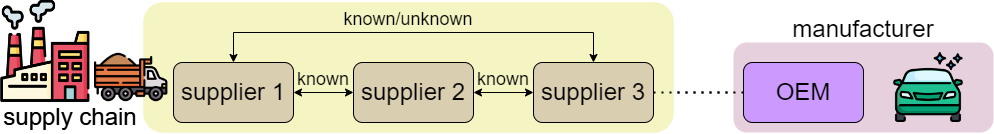 known/unknown
manufacturer
supplier 1
known
supplier 2
known
supplier 3
OEM
supply chain